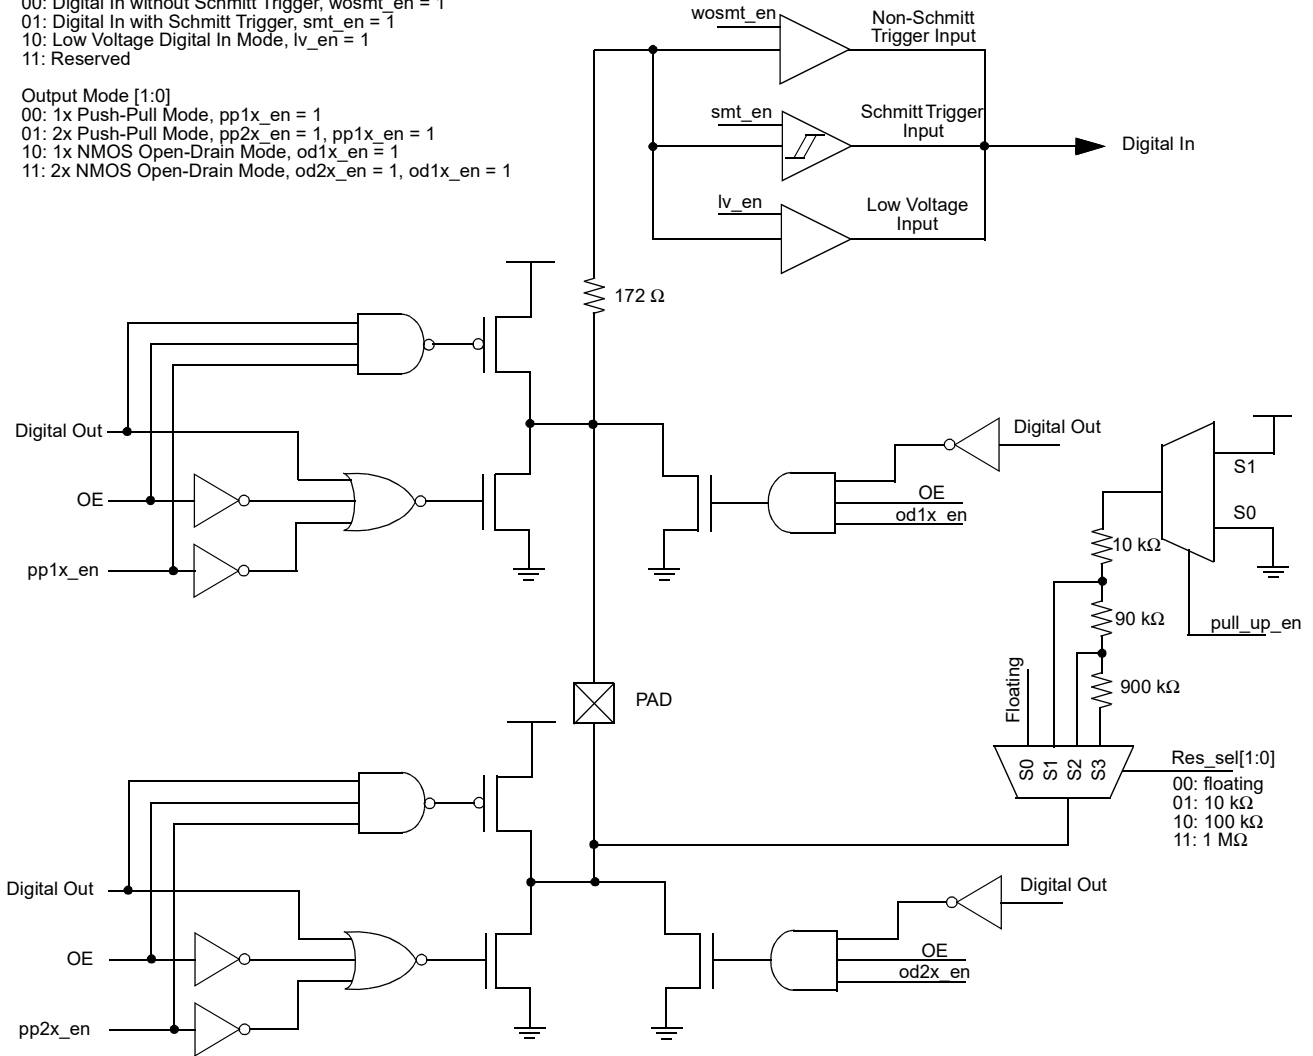 00: Digital In without Schmitt Trigger, wosmt_en = 1
01: Digital In with Schmitt Trigger, smt_en = 1
10: Low Voltage Digital In Mode, lv_en = 1
11: Reserved
Output Mode [1:0]
00: 1x Push-Pull Mode, pp1x_en = 1
01: 2x Push-Pull Mode, pp2x_en = 1, pp1x_en = 1
10: 1x NMOS Open-Drain Mode, od1x_en = 1
11: 2x NMOS Open-Drain Mode, od2x_en = 1, od1x_en = 1
wosmt_en
Non-Schmitt
Trigger Input
smt_en
Schmitt Trigger
Input
Digital In
lv_en
Low Voltage
Input
172 Ω
Digital Out
OE
pp1x_en
Digital Out
OE
od1x_en
S1
S0
10 kΩ
90 kΩ
pull_up_en
900 kΩ
Floating
PAD
S0
S1
S2
S3
Res_sel[1:0]
00: floating
01: 10 kΩ
10: 100 kΩ
11: 1 MΩ
Digital Out
OE
pp2x_en
Digital Out
OE
od2x_en